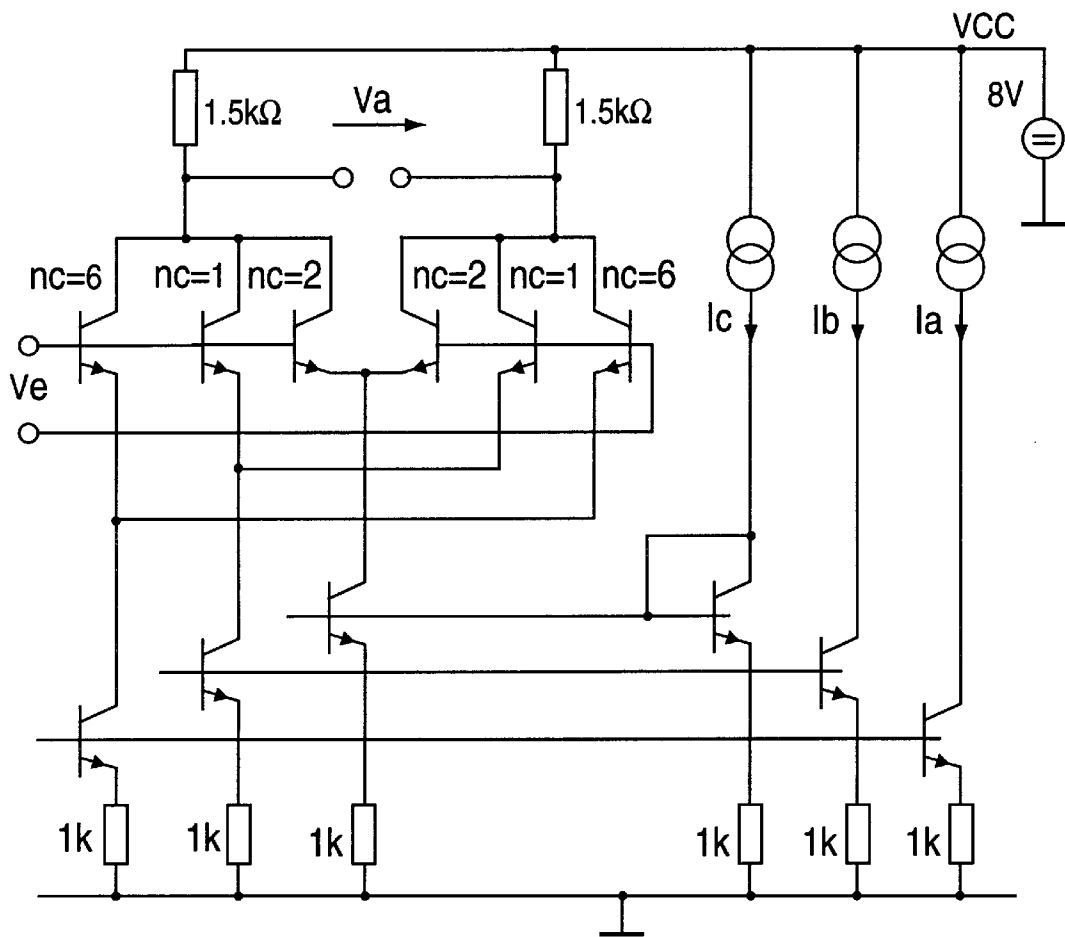 VCC
1.5kΩ
Va
1.5kΩ
8V
nc=6
nc=1
nc=2
nc=2
nc=1
nc=6
Ve
Ic
Ib
Ia
1k
1k
1k
1k
1k
1k